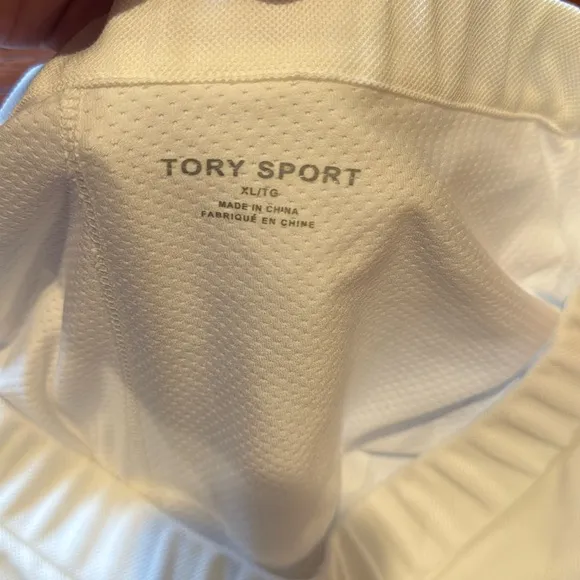 TORY SPORT
XL/TG
MADE IN CHINA
FABRIQUÉ EN CHINE